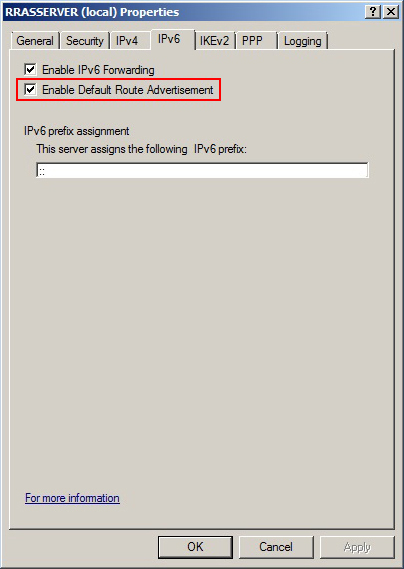 RRASSERVER (local) Properties
General Security IPv4 IPv6 IKEv2 PPP Logging
Enable IPv6 Forwarding
Enable Default Route Advertisement
IPv6 prefix assignment
This server assigns the following IPv6 prefix:
::
For more information
OK Cancel Apply